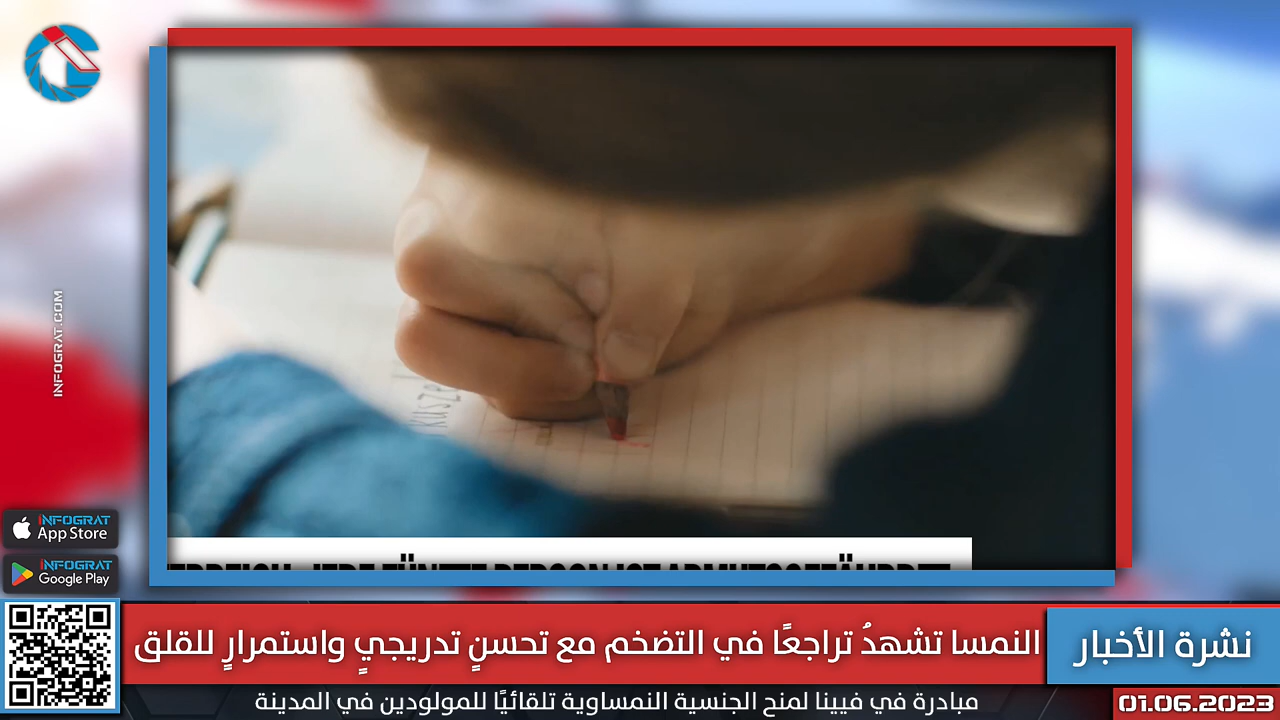 INFOGRAT.COM
INFOGRAT
App Store
INFOGRAT
Google Play
النمسا تشهدُ تراجعًا في التضخم مع تحسنٍ تدريجيٍ واستمرارٍ للقلق
نشرة الأخبار
مبادرة في فيينا لمنح الجنسية النمساوية تلقائيًا للمولودين في المدينة
01.06.2023